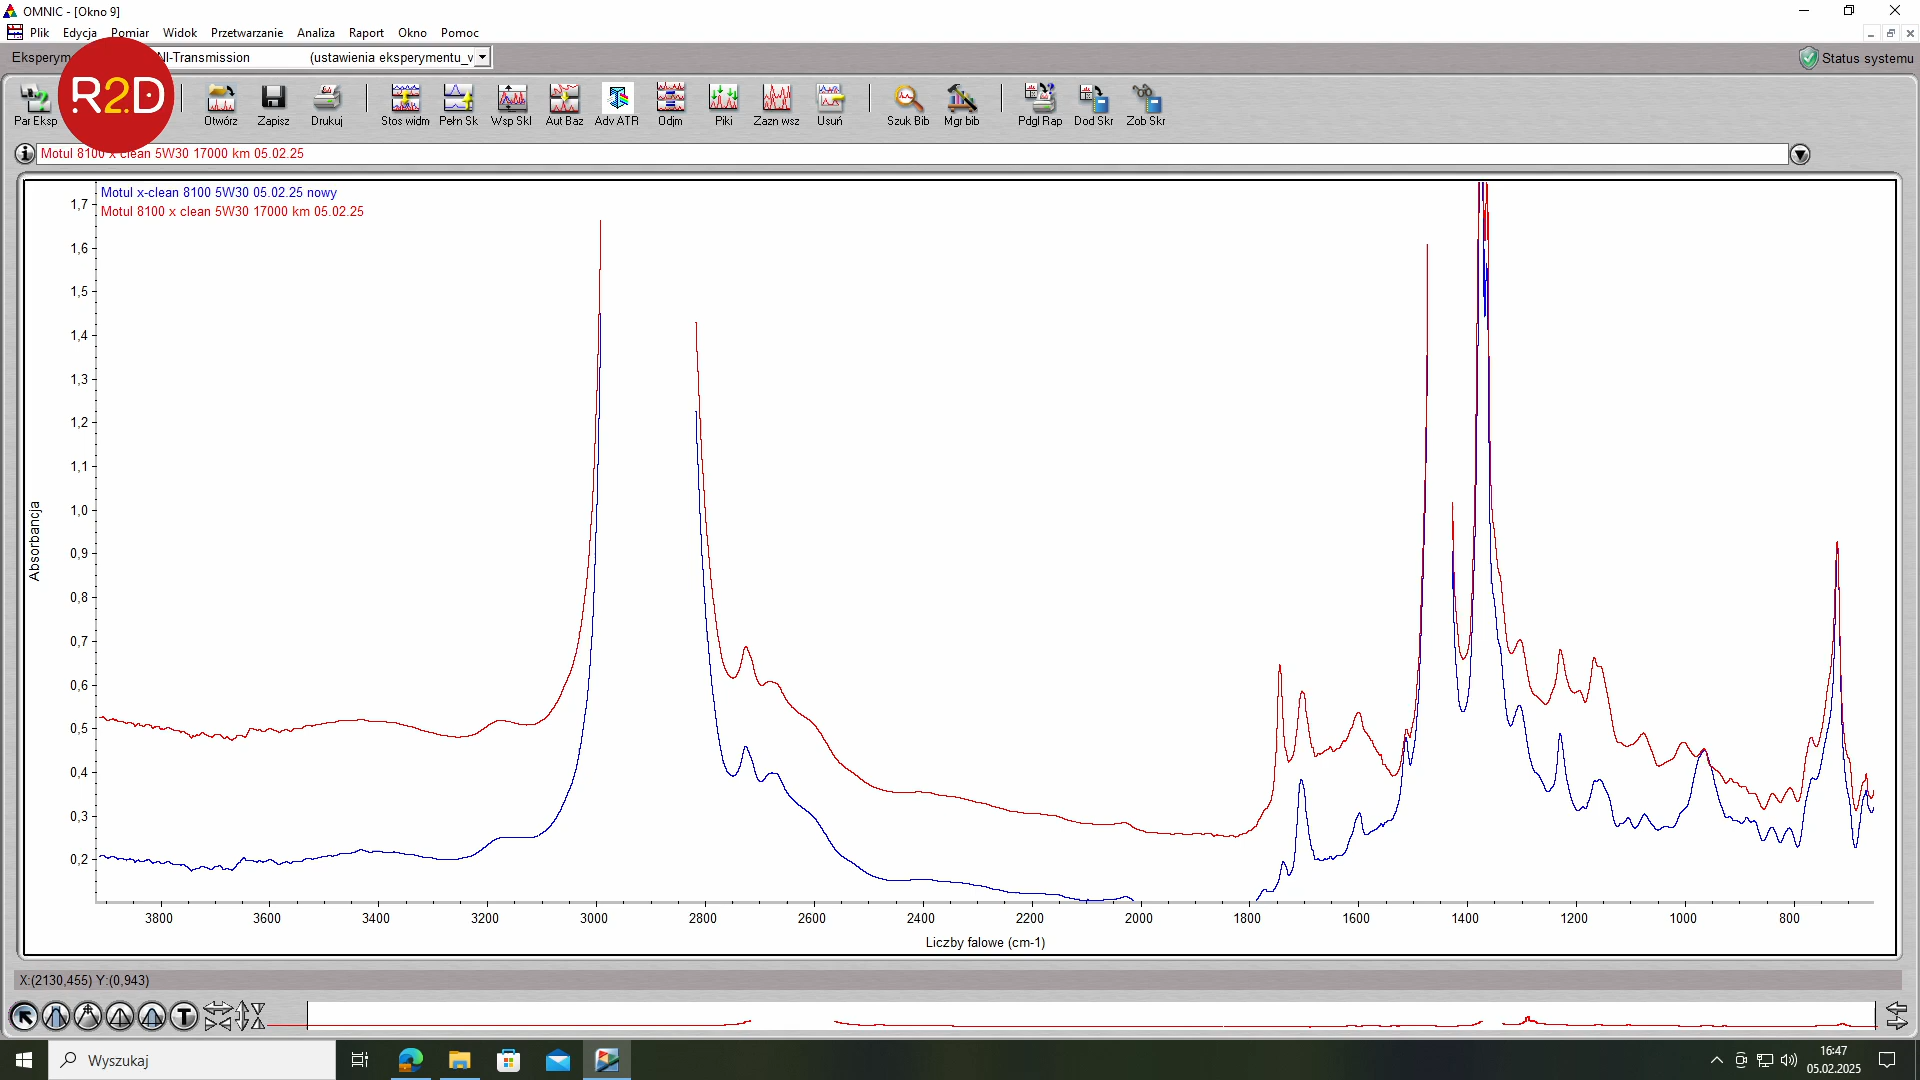 OMNIC - [Okno 9]
Plik Edycja Pomiar Widok Przetwarzanie Analiza Raport Okno Pomoc
Eksperym NI-Transmission (ustawienia eksperymentu_v Status systemu
R2D
Par Eksp Otwórz Zapisz Drukuj Stos widm Pełn Sk Wsp Skl Aut Baz Adv ATR Odjm Piki Zazn wsz Usuń Szuk Bib Mgr bib Pdgl Rap Dod Skr Zob Skr
Motul 8100 x clean 5W30 17000 km 05.02.25
Motul x-clean 8100 5W30 05.02.25 nowy
Motul 8100 x clean 5W30 17000 km 05.02.25
1,7
1,6
1,5
1,4
1,3
1,2
1,1
1,0
0,9
0,8
0,7
0,6
0,5
0,4
0,3
0,2
Absorbancja
3800 3600 3400 3200 3000 2800 2600 2400 2200 2000 1800 1600 1400 1200 1000 800
Liczby falowe (cm-1)
X:(2130,455) Y:(0,943)
T
Wyszukaj
16:47
05.02.2025